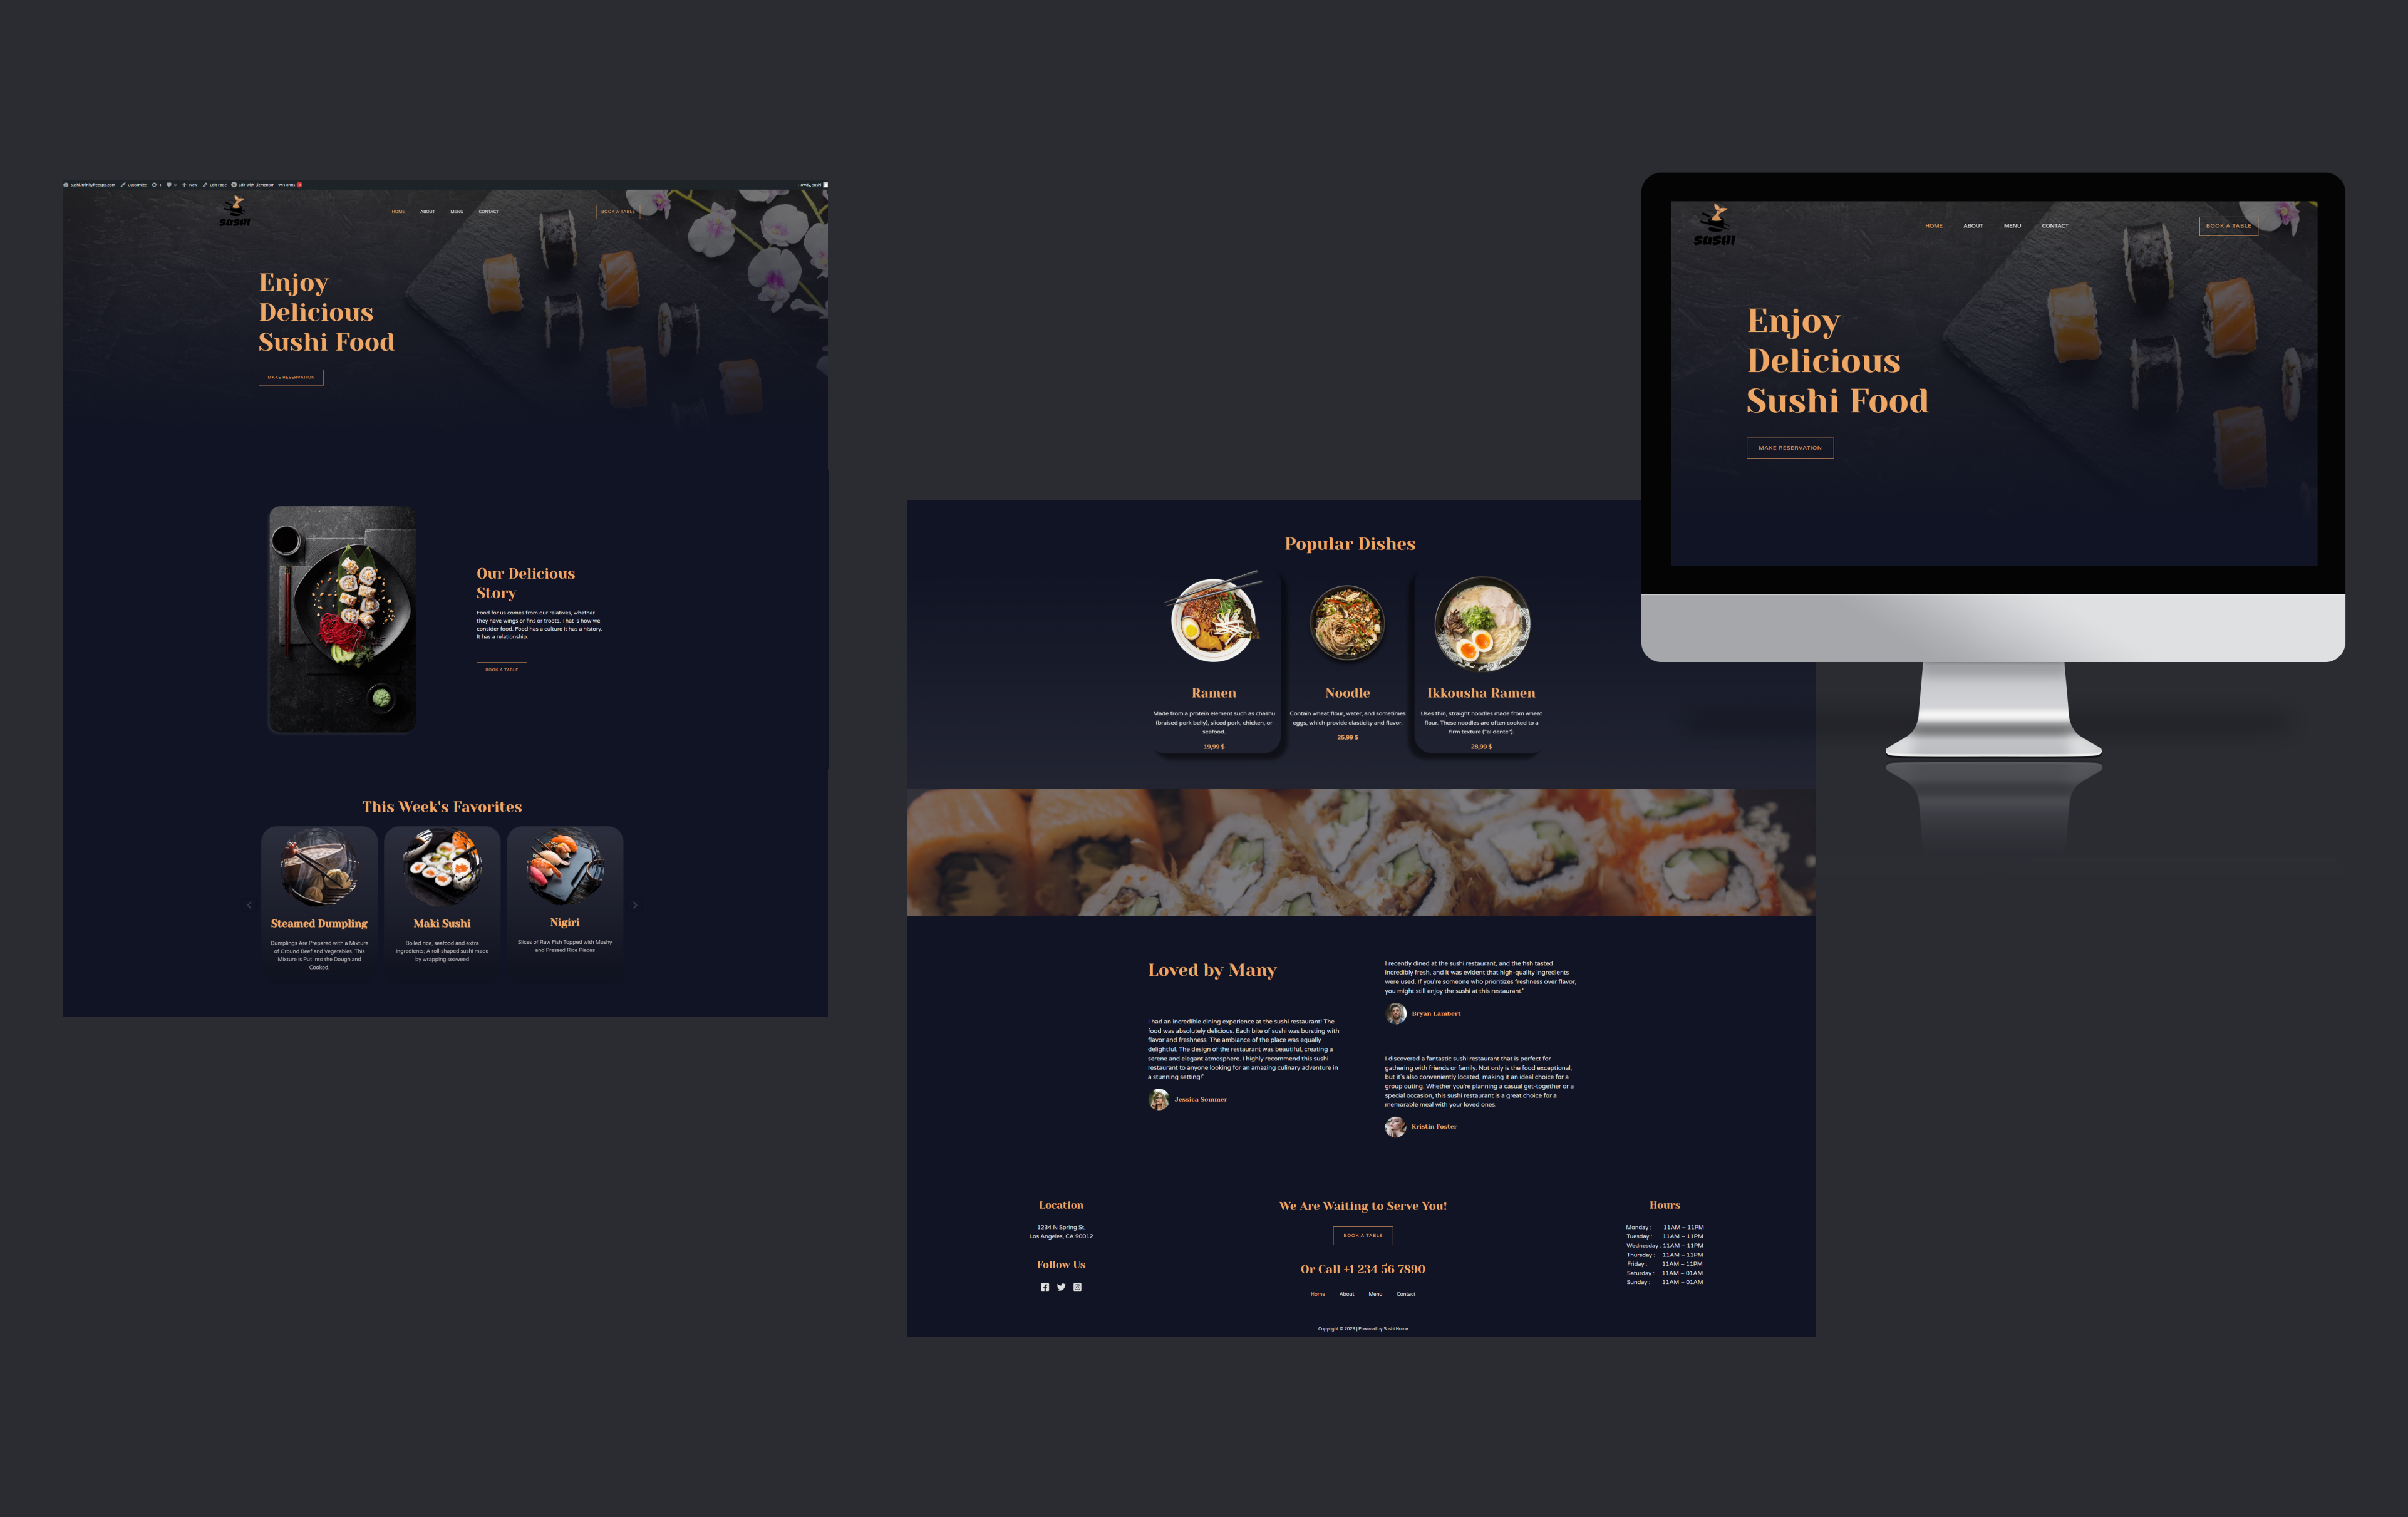 sushi.infinityfreeapp.com Customize 1 0 New Edit Page Edit with Elementor WPForms Howdy, sushi
SUSHI
HOME ABOUT MENU CONTACT
BOOK A TABLE
Enjoy
Delicious
Sushi Food
MAKE RESERVATION
Our Delicious
Story
Food for us comes from our relatives, whether
they have wings or fins or troots. That is how we
consider food. Food has a culture it has a history.
It has a relationship.
BOOK A TABLE
This Week's Favorites
Steamed Dumpling
Dumplings Are Prepared with a Mixture
of Ground Beef and Vegetables. This
Mixture is Put Into the Dough and
Cooked.
Maki Sushi
Boiled rice, seafood and extra
ingredients. A roll-shaped sushi made
by wrapping seaweed
Nigiri
Slices of Raw Fish Topped with Mushy
and Pressed Rice Pieces
Popular Dishes
Ramen
Made from a protein element such as chashu
(braised pork belly), sliced pork, chicken, or
seafood.
19,99 $
Noodle
Contain wheat flour, water, and sometimes
eggs, which provide elasticity and flavor.
25,99 $
Ikkousha Ramen
Uses thin, straight noodles made from wheat
flour. These noodles are often cooked to a
firm texture ("al dente").
28,99 $
Loved by Many
I had an incredible dining experience at the sushi restaurant! The
food was absolutely delicious. Each bite of sushi was bursting with
flavor and freshness. The ambiance of the place was equally
delightful. The design of the restaurant was beautiful, creating a
serene and elegant atmosphere. I highly recommend this sushi
restaurant to anyone looking for an amazing culinary adventure in
a stunning setting!"
Jessica Sommer
I recently dined at the sushi restaurant, and the fish tasted
incredibly fresh, and it was evident that high-quality ingredients
were used. If you're someone who prioritizes freshness over flavor,
you might still enjoy the sushi at this restaurant."
Bryan Lambert
I discovered a fantastic sushi restaurant that is perfect for
gathering with friends or family. Not only is the food exceptional,
but it's also conveniently located, making it an ideal choice for a
group outing. Whether you're planning a casual get-together or a
special occasion, this sushi restaurant is a great choice for a
memorable meal with your loved ones.
Kristin Foster
Location
1234 N Spring St,
Los Angeles, CA 90012
Follow Us
We Are Waiting to Serve You!
BOOK A TABLE
Or Call +1 234 56 7890
Home About Menu Contact
Hours
Monday : 11AM – 11PM
Tuesday : 11AM – 11PM
Wednesday : 11AM – 11PM
Thursday : 11AM – 11PM
Friday : 11AM – 11PM
Saturday : 11AM – 01AM
Sunday : 11AM – 01AM
Copyright © 2023 | Powered by Sushi Home
SUSHI
HOME ABOUT MENU CONTACT
BOOK A TABLE
Enjoy
Delicious
Sushi Food
MAKE RESERVATION